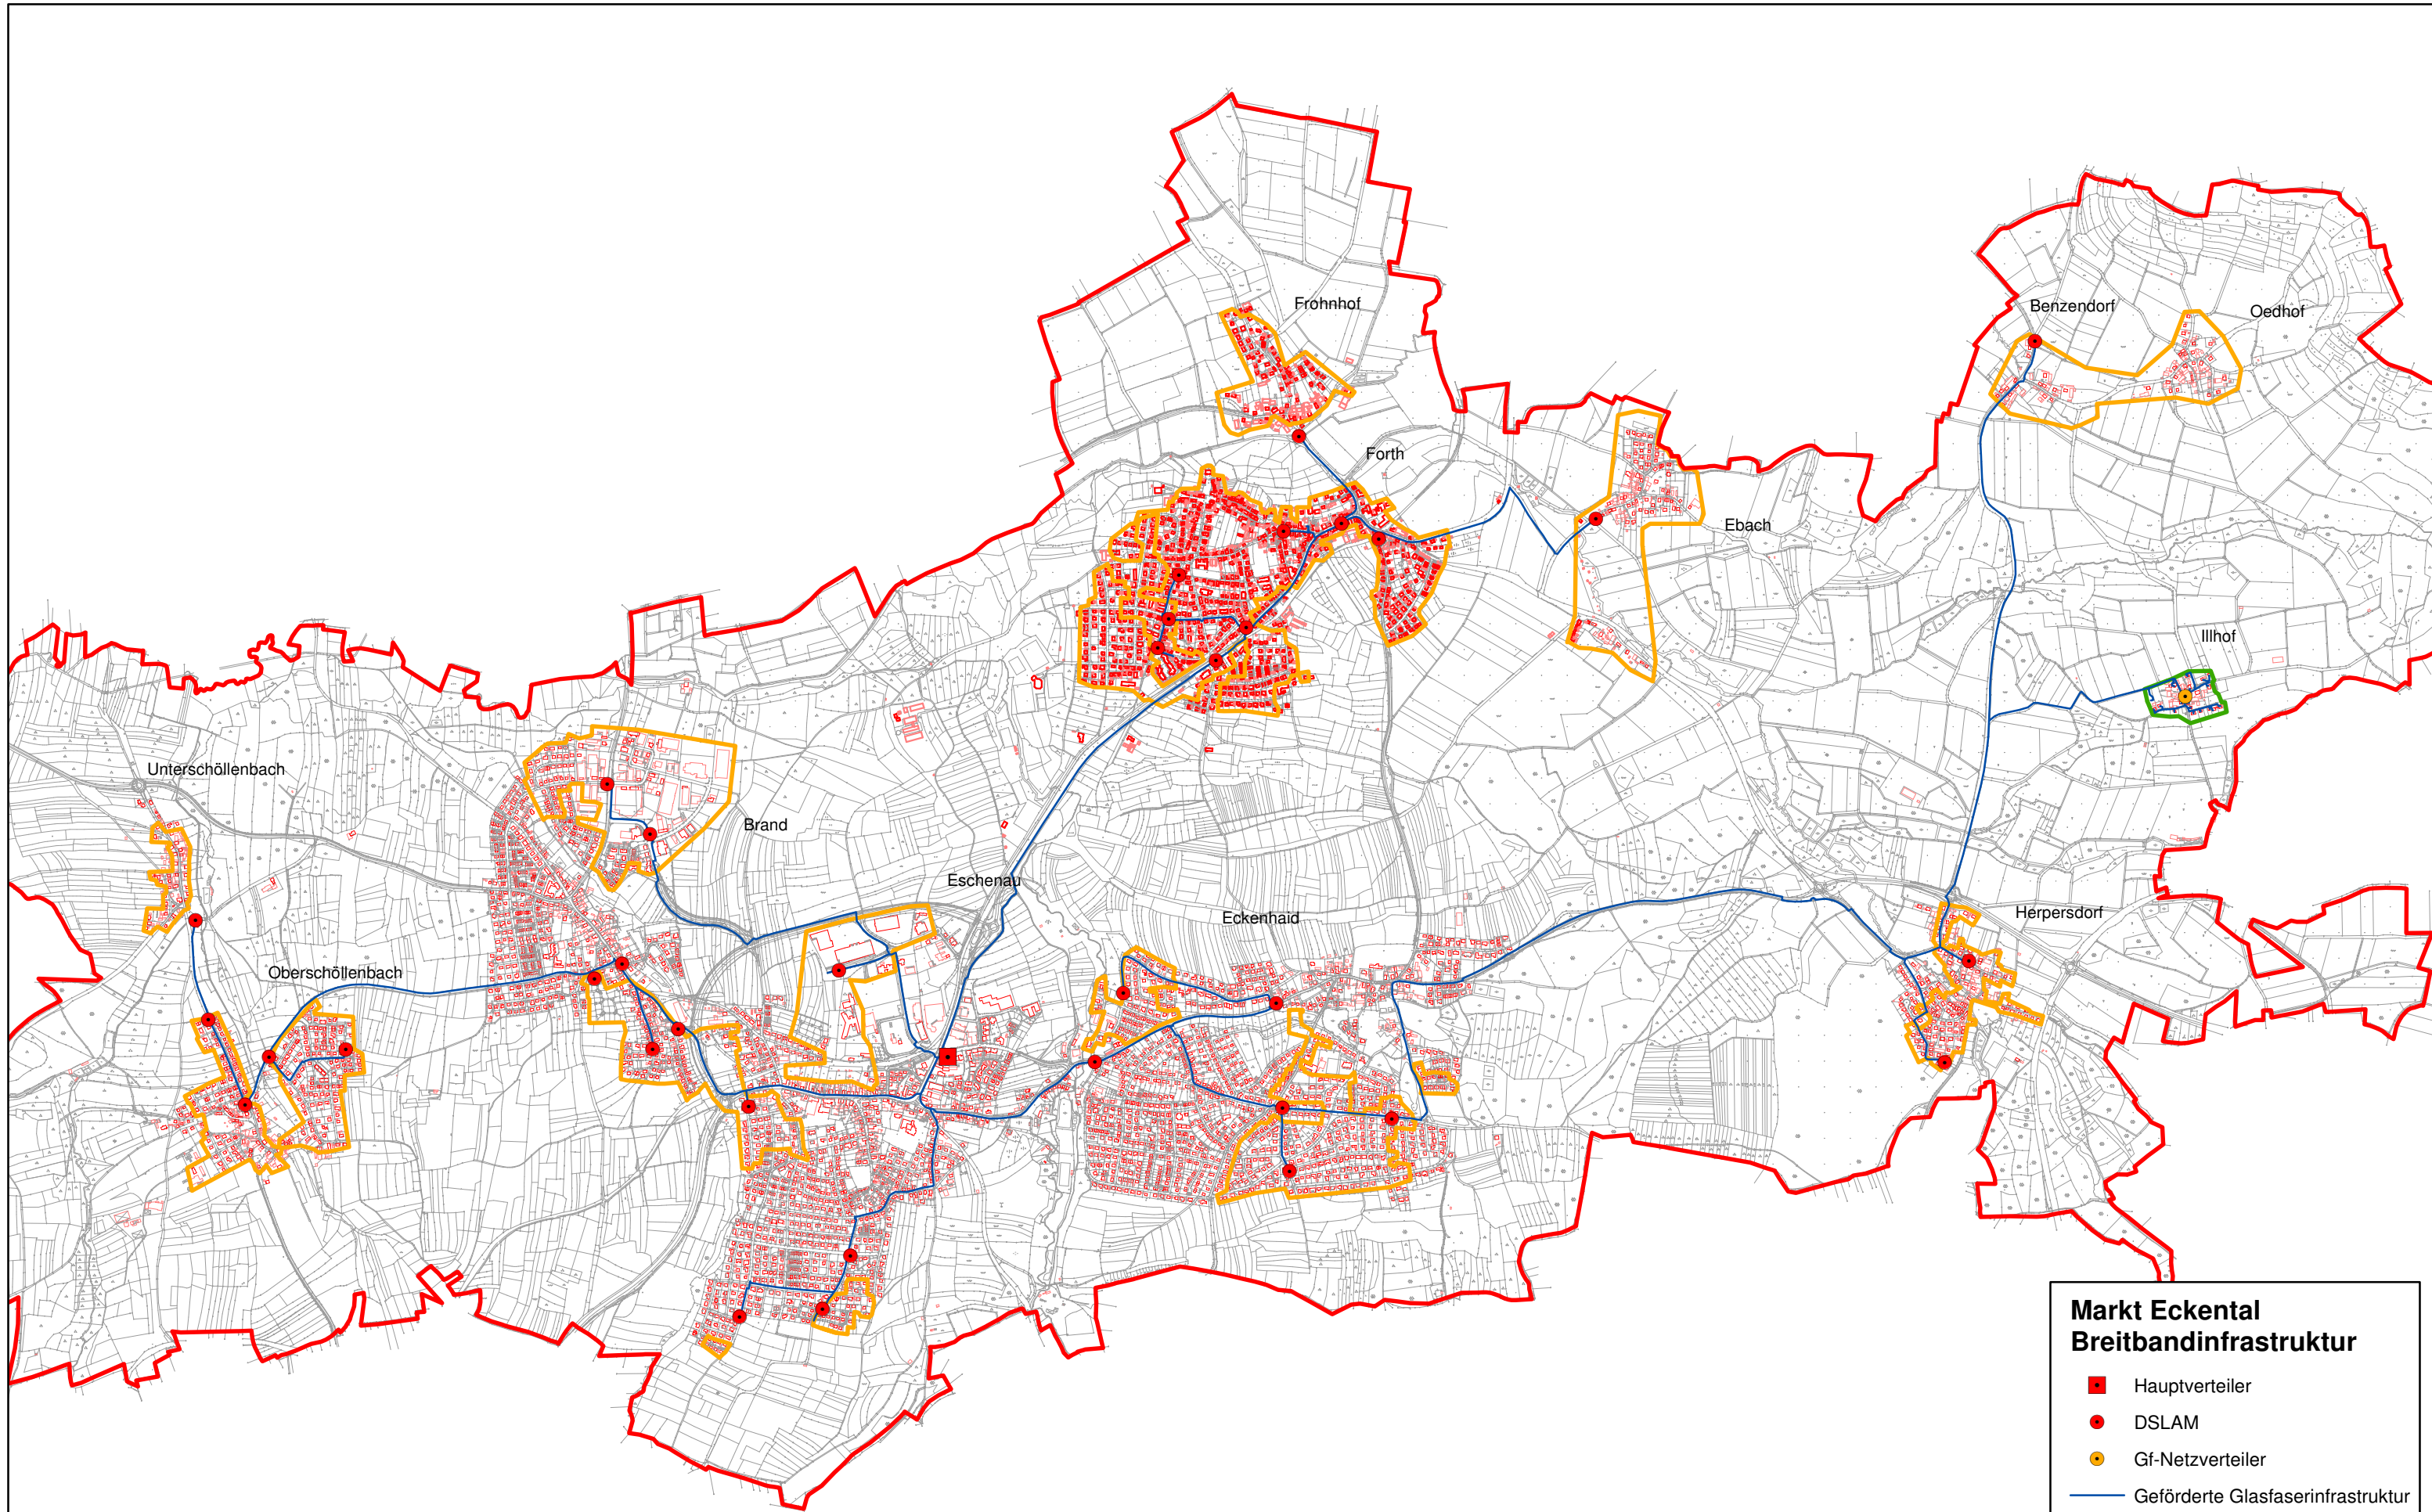 Frohnhof
Benzendorf
Oedhof
Forth
Ebach
Illhof
Unterschöllenbach
Brand
Eschenau
Eckenhaid
Herpersdorf
Oberschöllenbach
Markt Eckental
Breitbandinfrastruktur
Hauptverteiler
DSLAM
Gf-Netzverteiler
Geförderte Glasfaserinfrastruktur